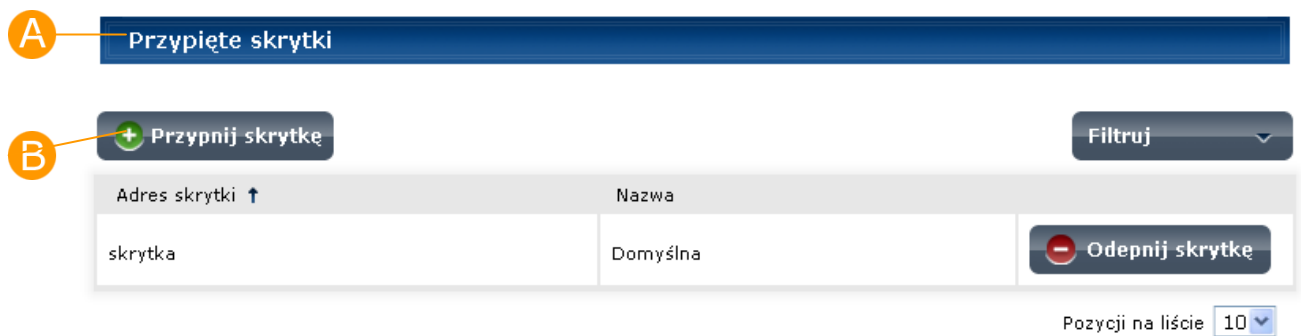 A
Przypięte skrytki
B
Przypnij skrytkę
Filtruj
Adres skrytki Nazwa
skrytka Domyślna Odepnij skrytkę
Pozycji na liście 10